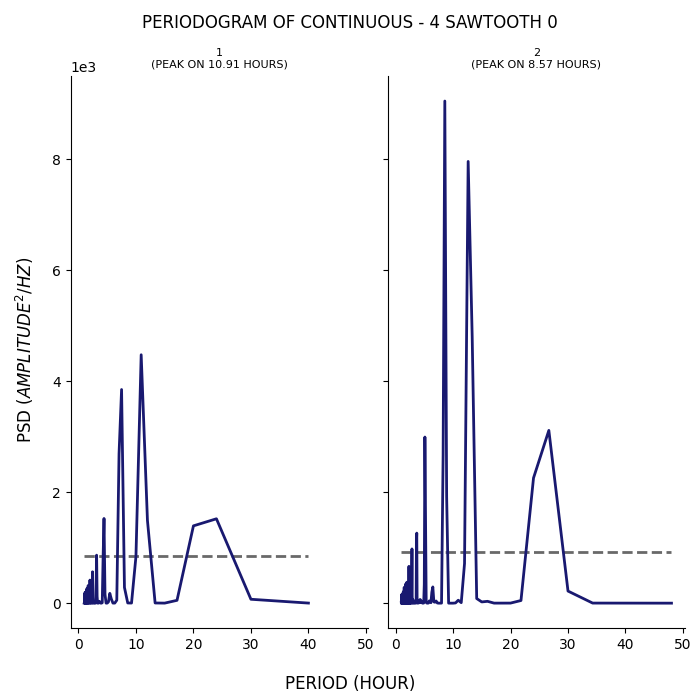 PERIODOGRAM OF CONTINUOUS - 4 SAWTOOTH 0
1
(PEAK ON 10.91 HOURS)
2
(PEAK ON 8.57 HOURS)
1e3
8
6
4
2
0
PSD (AMPLITUDE²/HZ)
0 10 20 30 40 50
0 10 20 30 40 50
PERIOD (HOUR)